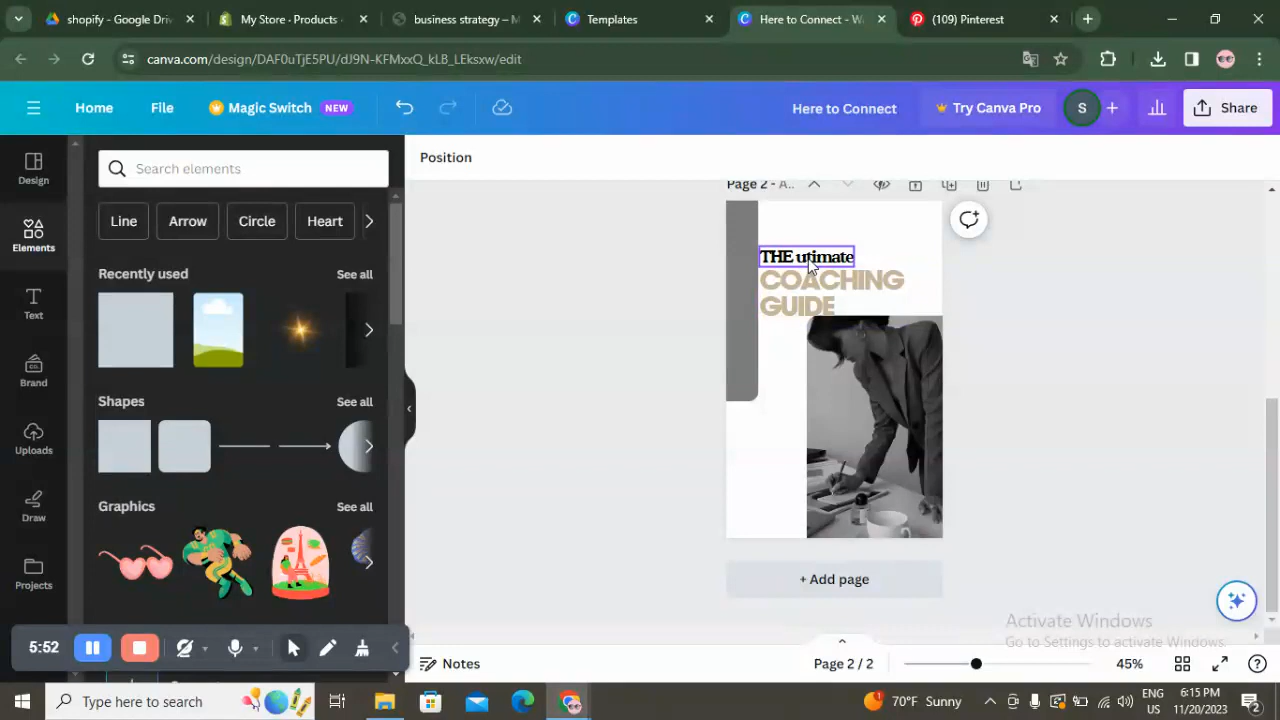 shopify - Google Driv
My Store · Products ·
business strategy – M
Templates
Here to Connect - W
(109) Pinterest
canva.com/design/DAF0uTjE5PU/dJ9N-KFMxxQ_kLB_LEksxw/edit
Home
File
Magic Switch NEW
Here to Connect
Try Canva Pro
S
Share
Design
Elements
Text
Brand
Uploads
Draw
Projects
Search elements
Line
Arrow
Circle
Heart
Recently used
See all
Shapes
See all
Graphics
See all
Position
Page 2 - A..
THE utimate
COACHING
GUIDE
+ Add page
Activate Windows
Go to Settings to activate Windows.
5:52
Notes
Page 2 / 2
45%
Type here to search
70°F Sunny
ENG
US
6:15 PM
11/20/2023
2